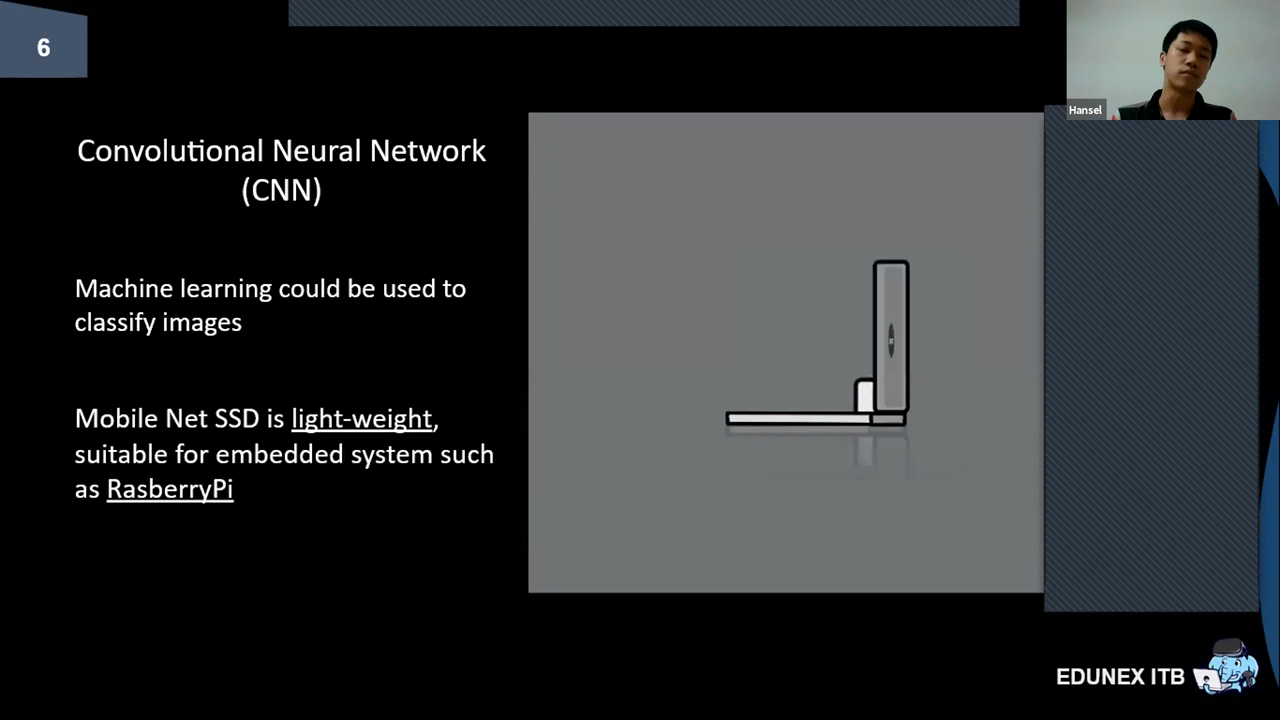 6
Hansel
Convolutional Neural Network
(CNN)
Machine learning could be used to
classify images
Mobile Net SSD is light-weight,
suitable for embedded system such
as RasberryPi
EDUNEX ITB